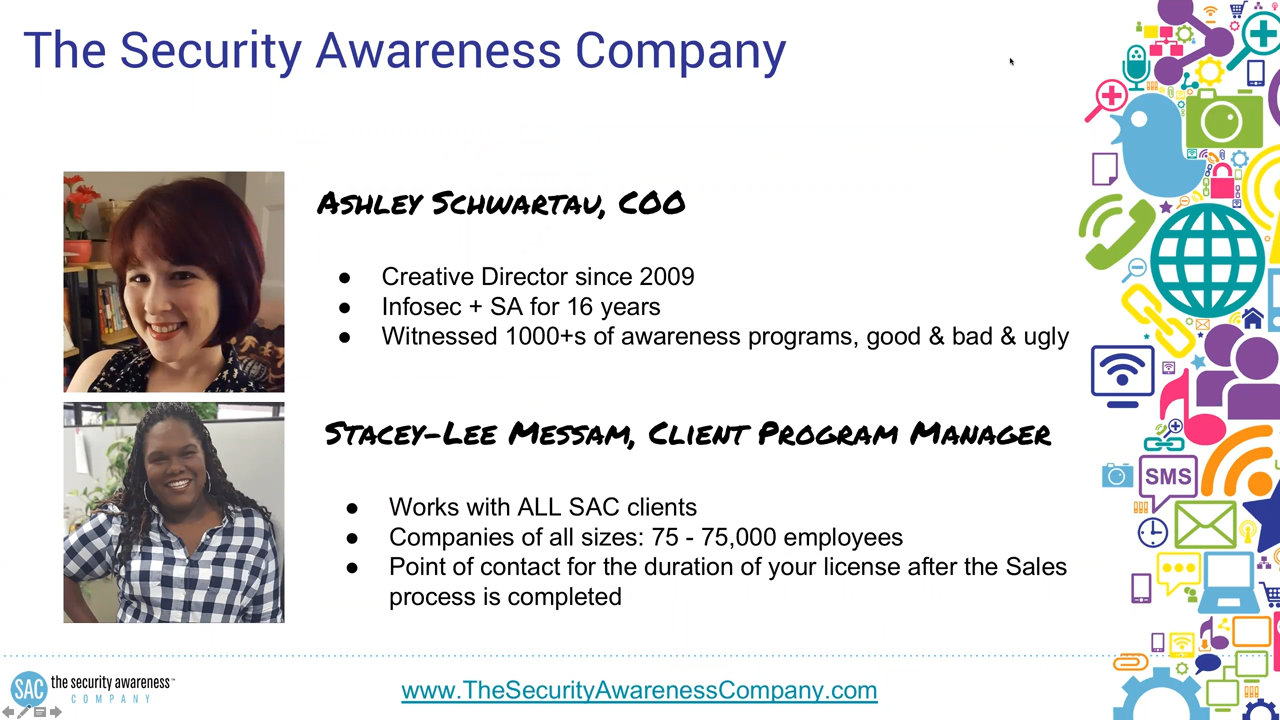 The Security Awareness Company
Ashley Schwartau, COO
● Creative Director since 2009
● Infosec + SA for 16 years
● Witnessed 1000+s of awareness programs, good & bad & ugly
Stacey-Lee Messam, Client Program Manager
● Works with ALL SAC clients
● Companies of all sizes: 75 - 75,000 employees
● Point of contact for the duration of your license after the Sales
process is completed
SMS
SAC the security awareness™
COMPANY
www.TheSecurityAwarenessCompany.com